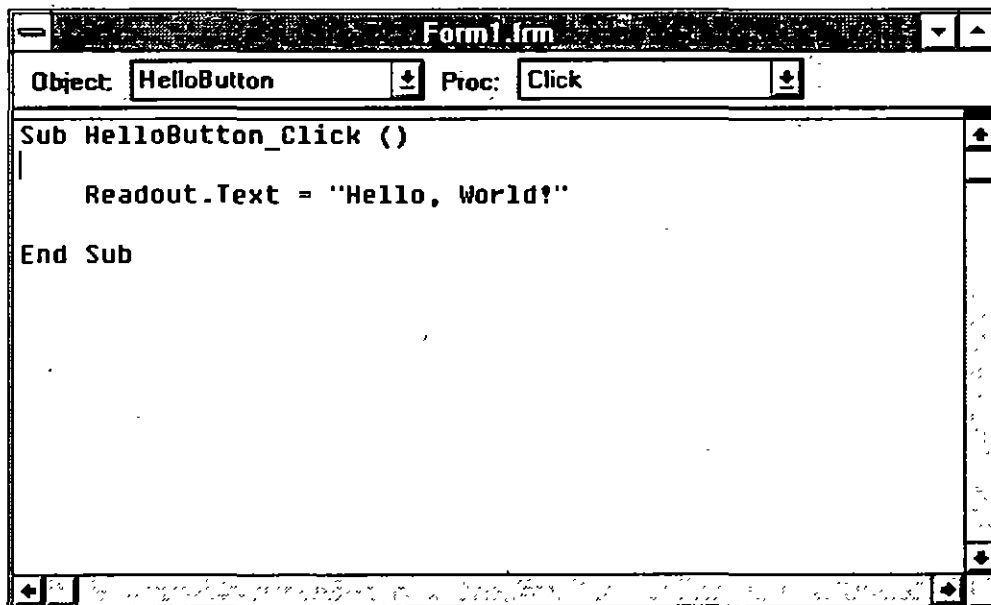 Form1.frm
Object: HelloButton Proc: Click
Sub HelloButton_Click ()
Readout.Text = "Hello, World!"
End Sub